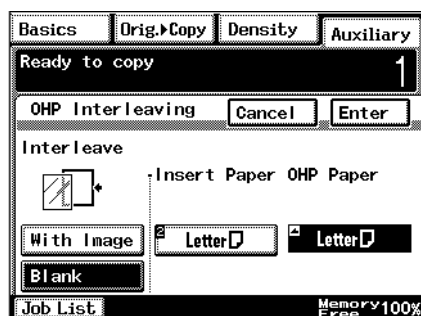 Basics Orig.▸Copy Density Auxiliary
Ready to copy 1
OHP Interleaving Cancel Enter
Interleave
Insert Paper OHP Paper
With Image 2 Letter Letter
Blank
Job List Memory Free 100%